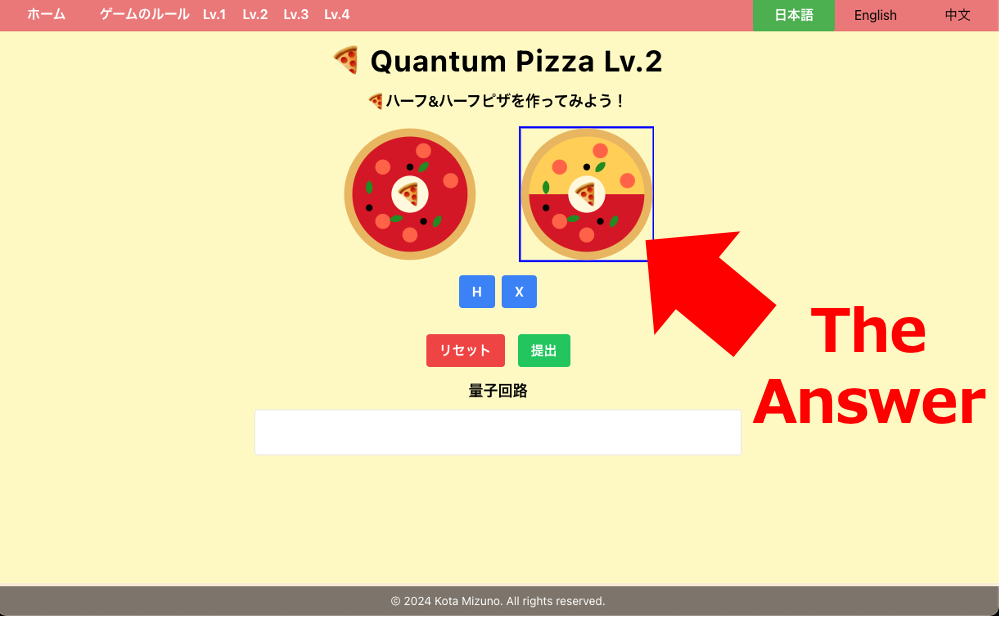 ホーム ゲームのルール Lv.1 Lv.2 Lv.3 Lv.4 日本語 English 中文
Quantum Pizza Lv.2
ハーフ&ハーフピザを作ってみよう！
H X
リセット 提出
The
Answer
量子回路
© 2024 Kota Mizuno. All rights reserved.